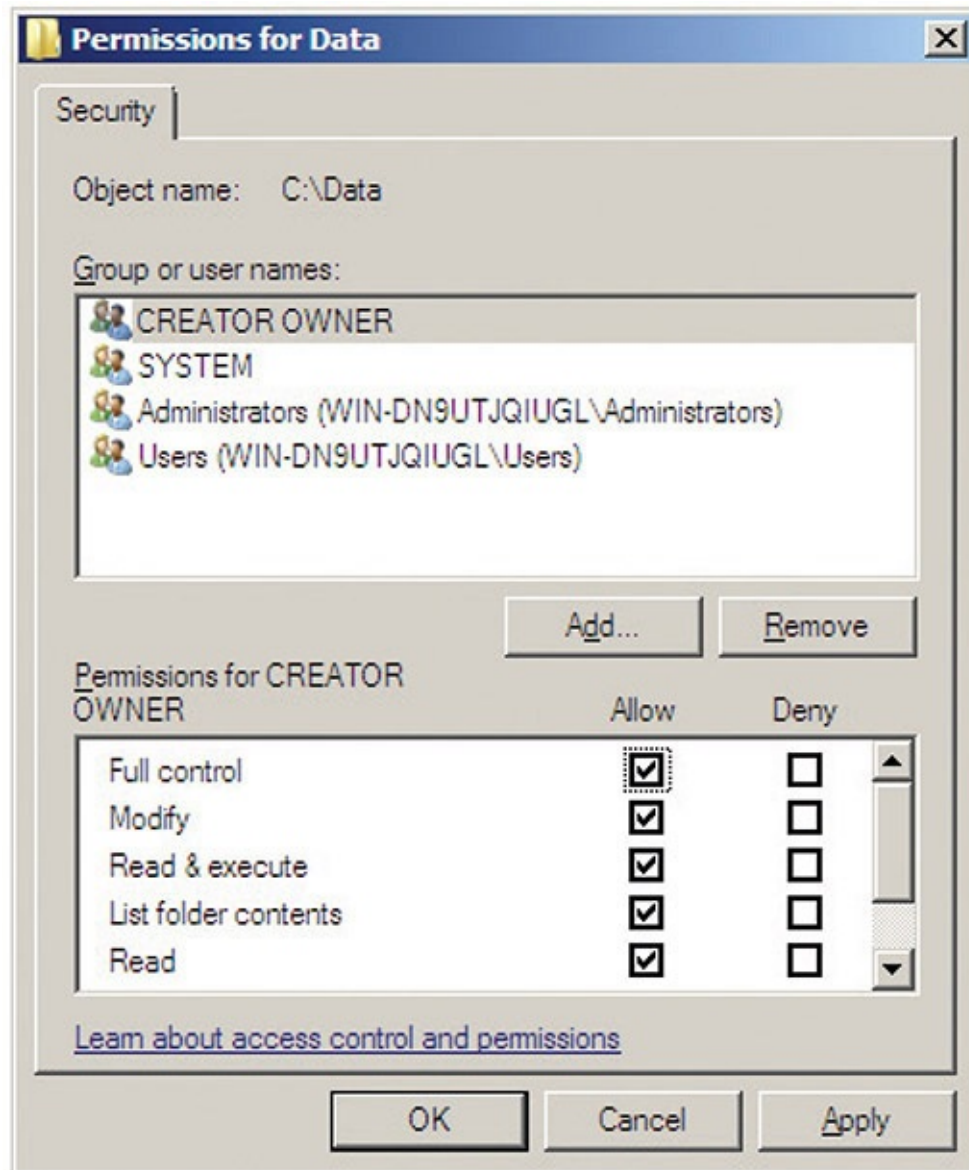 Permissions for Data
Security
Object name: C:\Data
Group or user names:
CREATOR OWNER
SYSTEM
Administrators (WIN-DN9UTJQIUGL\Administrators)
Users (WIN-DN9UTJQIUGL\Users)
Add... Remove
Permissions for CREATOR
OWNER Allow Deny
Full control
Modify
Read & execute
List folder contents
Read
Learn about access control and permissions
OK Cancel Apply